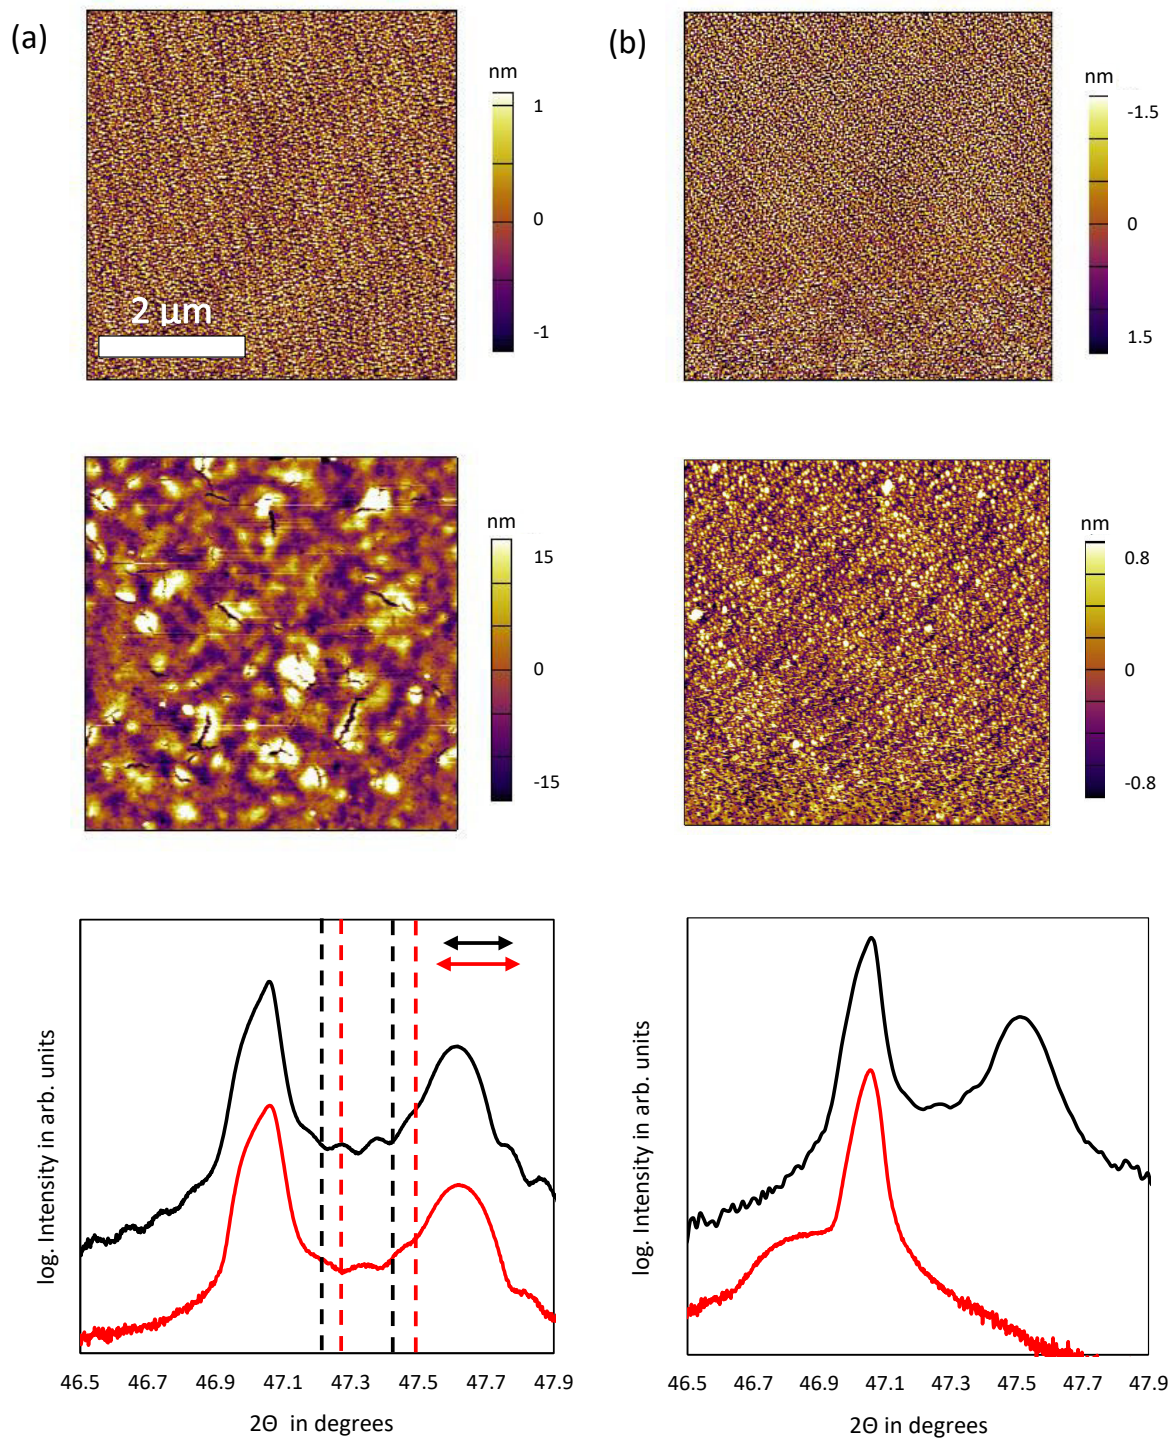 (a)
(b)
nm
1
0
-1
2 µm
nm
-1.5
0
1.5
nm
15
0
-15
nm
0.8
0
-0.8
log. Intensity in arb. units
46.5 46.7 46.9 47.1 47.3 47.5 47.7 47.9
2Θ in degrees
log. Intensity in arb. units
46.5 46.7 46.9 47.1 47.3 47.5 47.7 47.9
2Θ in degrees